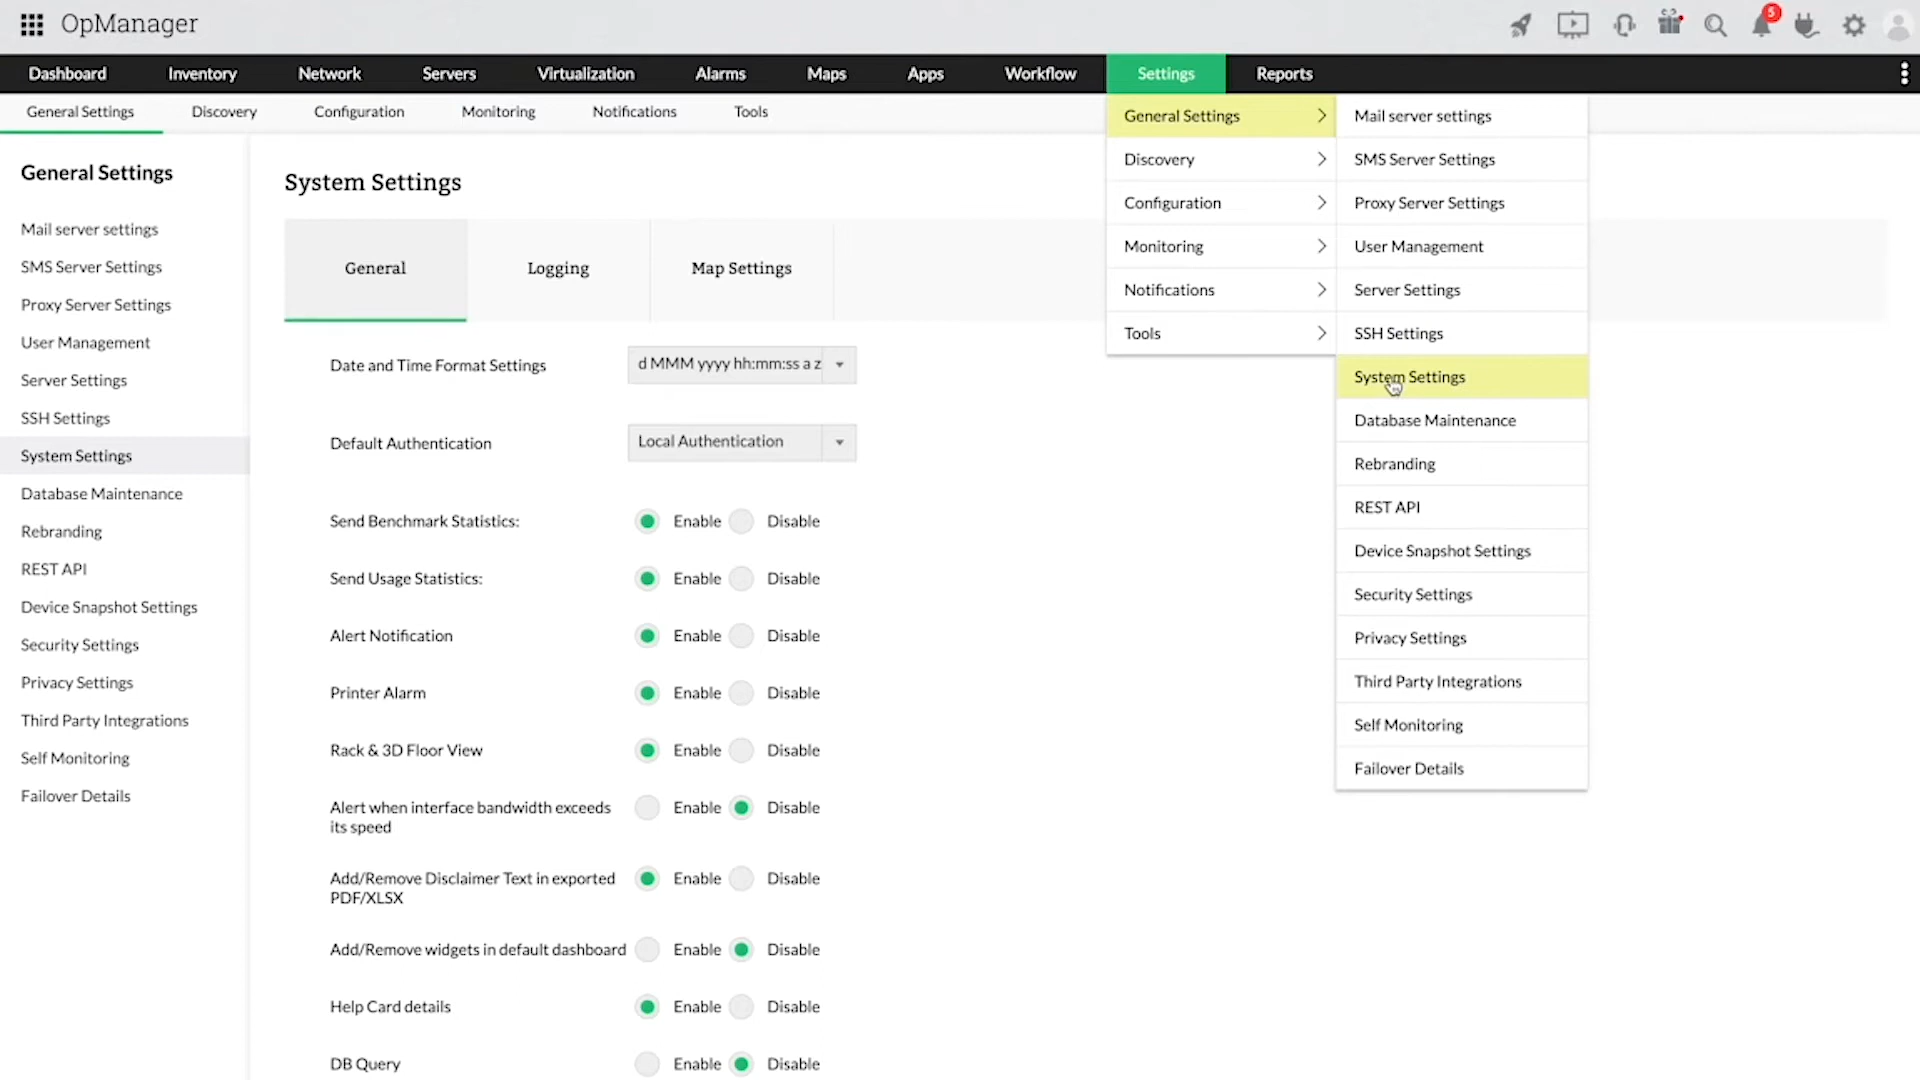 OpManager
5
Dashboard Inventory Network Servers Virtualization Alarms Maps Apps Workflow Settings Reports
General Settings Discovery Configuration Monitoring Notifications Tools
General Settings
Mail server settings
SMS Server Settings
Proxy Server Settings
User Management
Server Settings
SSH Settings
System Settings
Database Maintenance
Rebranding
REST API
Device Snapshot Settings
Security Settings
Privacy Settings
Third Party Integrations
Self Monitoring
Failover Details
System Settings
General Logging Map Settings
Date and Time Format Settings d MMM yyyy hh:mm:ss a z
Default Authentication Local Authentication
Send Benchmark Statistics: Enable Disable
Send Usage Statistics: Enable Disable
Alert Notification Enable Disable
Printer Alarm Enable Disable
Rack & 3D Floor View Enable Disable
Alert when interface bandwidth exceeds
its speed Enable Disable
Add/Remove Disclaimer Text in exported
PDF/XLSX Enable Disable
Add/Remove widgets in default dashboard Enable Disable
Help Card details Enable Disable
DB Query Enable Disable
General Settings
Discovery
Configuration
Monitoring
Notifications
Tools
Mail server settings
SMS Server Settings
Proxy Server Settings
User Management
Server Settings
SSH Settings
System Settings
Database Maintenance
Rebranding
REST API
Device Snapshot Settings
Security Settings
Privacy Settings
Third Party Integrations
Self Monitoring
Failover Details